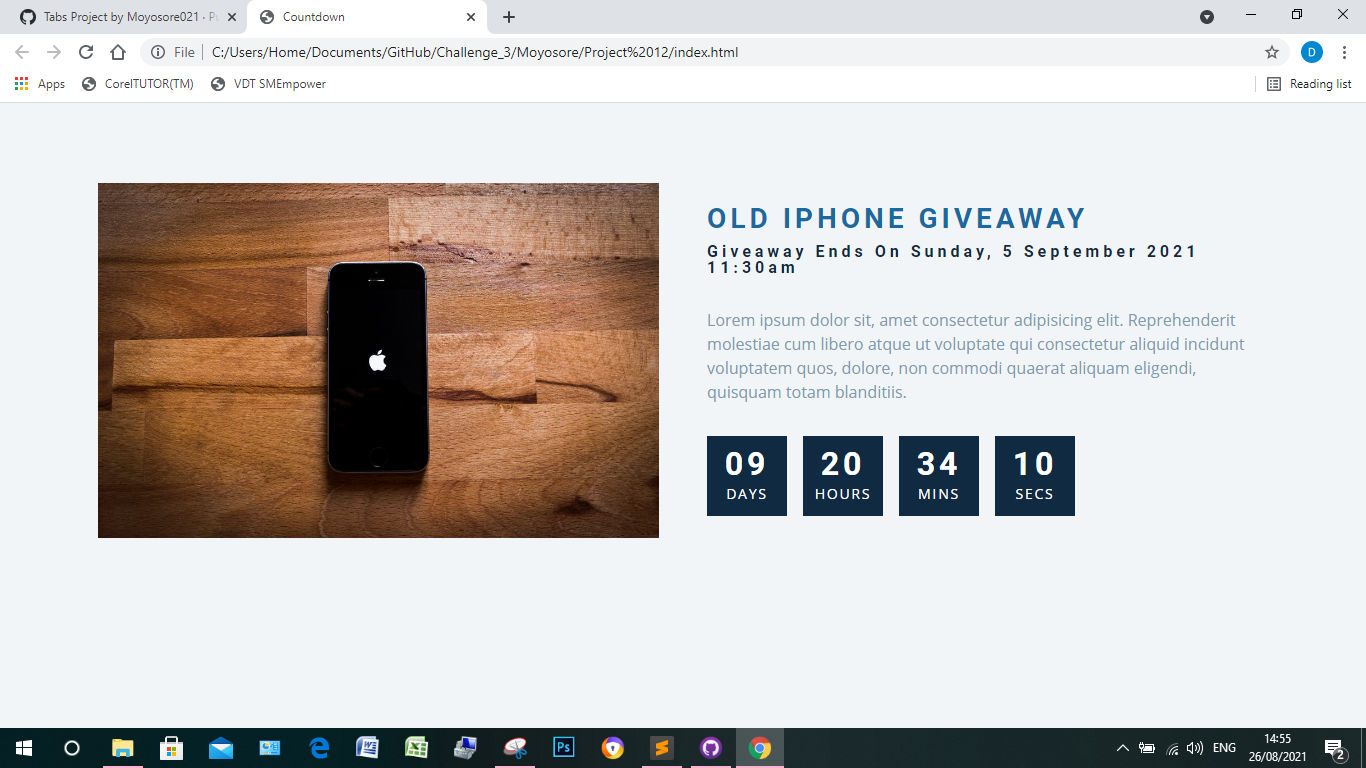 Tabs Project by Moyosore021 · Pu
Countdown
File
C:/Users/Home/Documents/GitHub/Challenge_3/Moyosore/Project%2012/index.html
D
Apps
CorelTUTOR(TM)
VDT SMEmpower
Reading list
OLD IPHONE GIVEAWAY
Giveaway Ends On Sunday, 5 September 2021
11:30am
Lorem ipsum dolor sit, amet consectetur adipisicing elit. Reprehenderit
molestiae cum libero atque ut voluptate qui consectetur aliquid incidunt
voluptatem quos, dolore, non commodi quaerat aliquam eligendi,
quisquam totam blanditiis.
09 20 34 10
DAYS HOURS MINS SECS
Ps
ENG
14:55
26/08/2021
2